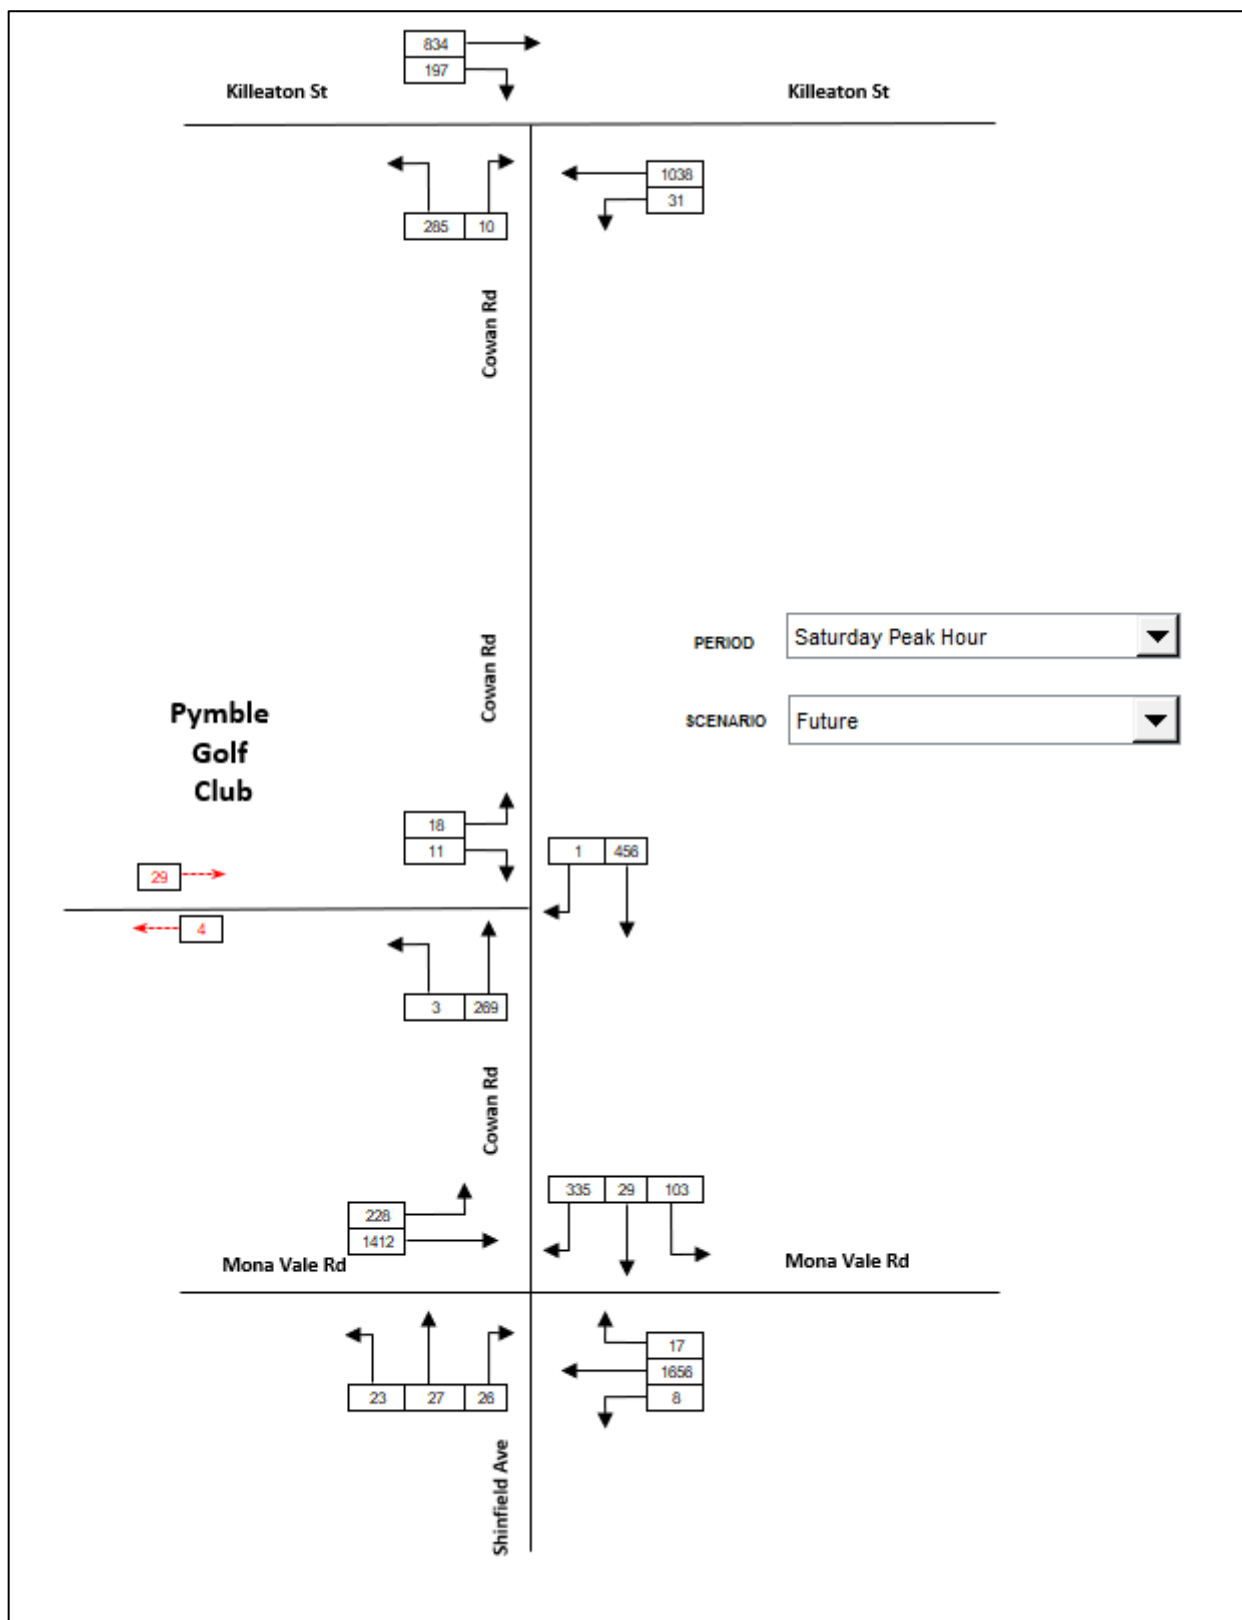 834
197
Killeaton St
Killeaton St
1038
31
285 10
Cowan Rd
PERIOD Saturday Peak Hour
Cowan Rd
SCENARIO Future
Pymble
Golf
Club
18
11
1 456
29
4
3 269
Cowan Rd
335 29 103
228
1412
Mona Vale Rd
Mona Vale Rd
17
1656
8
23 27 26
Shinfield Ave